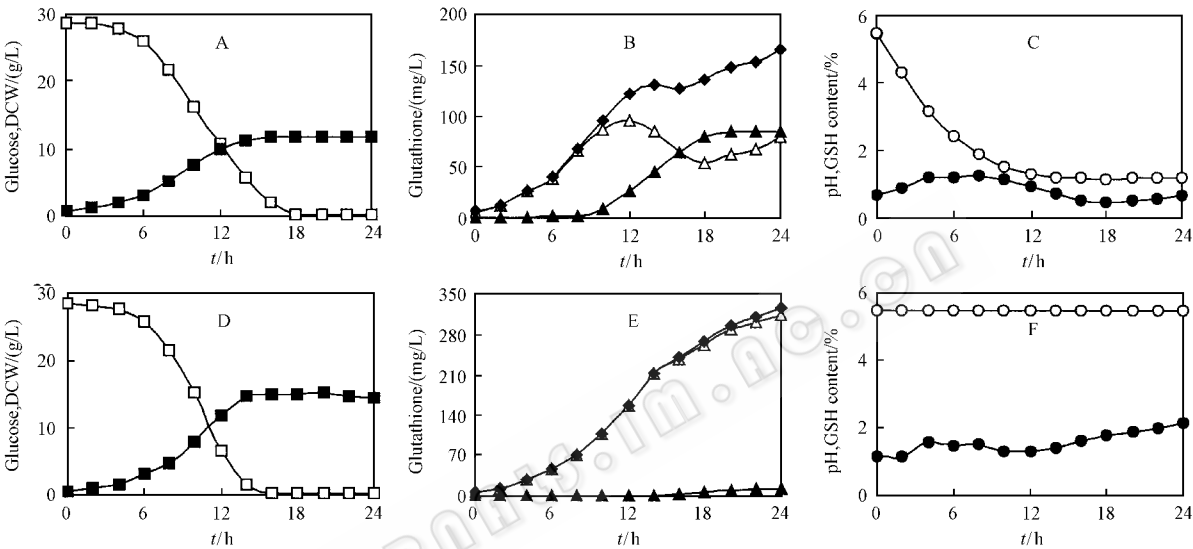 30
20
10
0
0 6 12 18 24
Glucose,DCW/(g/L)
t/h
A
200
150
100
50
0
0 6 12 18 24
Glutathione/(mg/L)
t/h
B
6
4
2
0
0 6 12 18 24
pH,GSH content/%
t/h
C
30
20
10
0
0 6 12 18 24
Glucose,DCW/(g/L)
t/h
D
350
280
210
140
70
0
0 6 12 18 24
Glutathione/(mg/L)
t/h
E
6
4
2
0
0 6 12 18 24
pH,GSH content/%
t/h
F